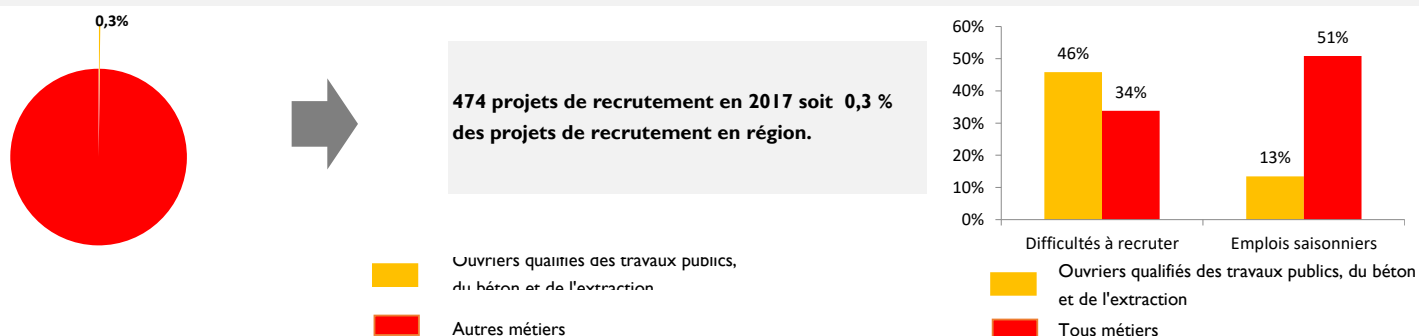 0,3%
474 projets de recrutement en 2017 soit 0,3 %
des projets de recrutement en région.
Ouvriers qualifiés des travaux publics,
du béton et de l'extraction
Autres métiers
60%
50%
40%
30%
20%
10%
0%
46%
34%
13%
51%
Difficultés à recruter
Emplois saisonniers
Ouvriers qualifiés des travaux publics, du béton
et de l'extraction
Tous métiers